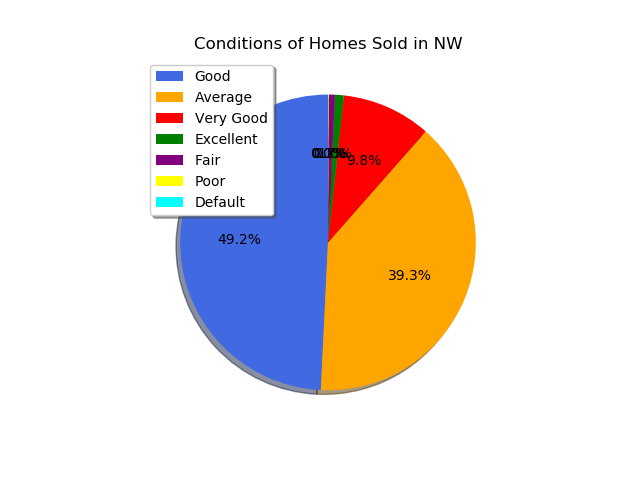 Conditions of Homes Sold in NW
Good
Average
Very Good
Excellent
Fair
Poor
Default
9.8%
49.2%
39.3%